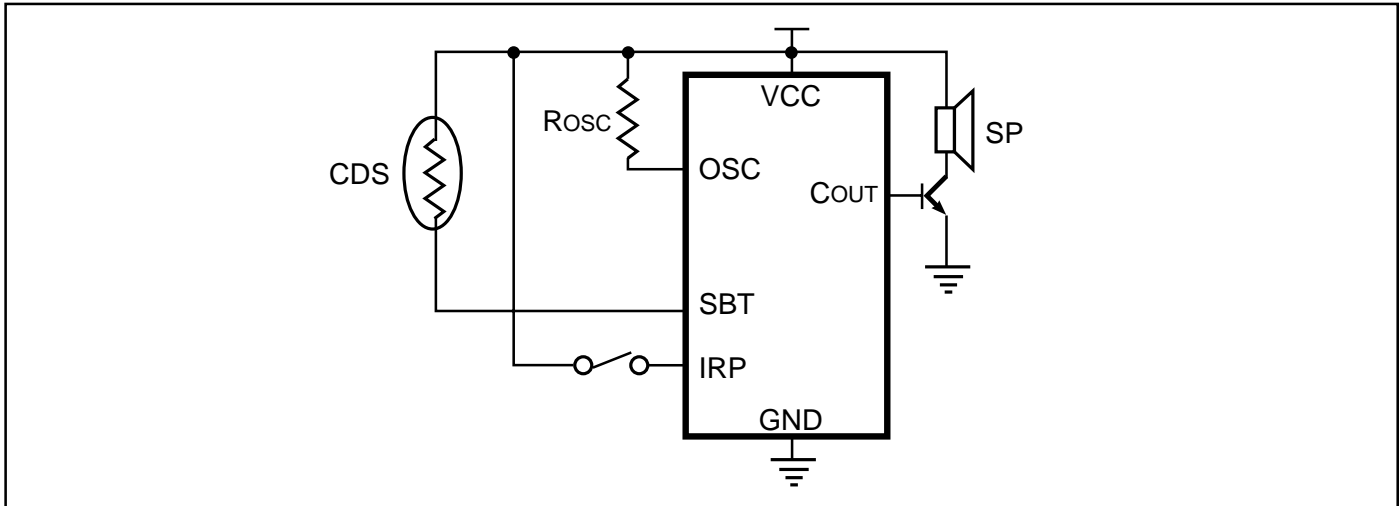 VCC
ROSC
SP
CDS
OSC
COUT
SBT
IRP
GND